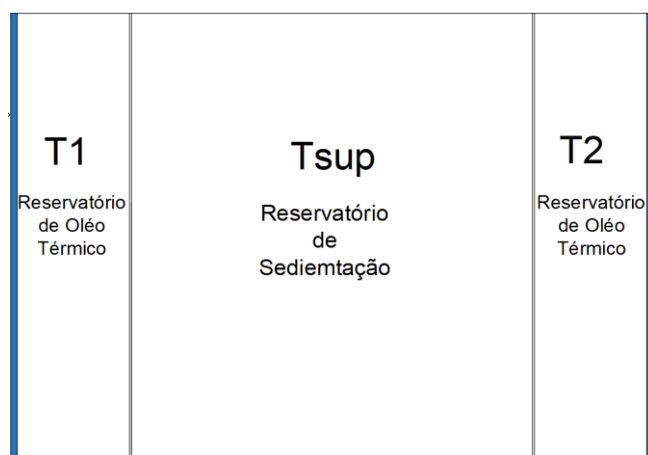 T1
Reservatório
de Oléo
Térmico
Tsup
Reservatório
de
Sediemtação
T2
Reservatório
de Oléo
Térmico